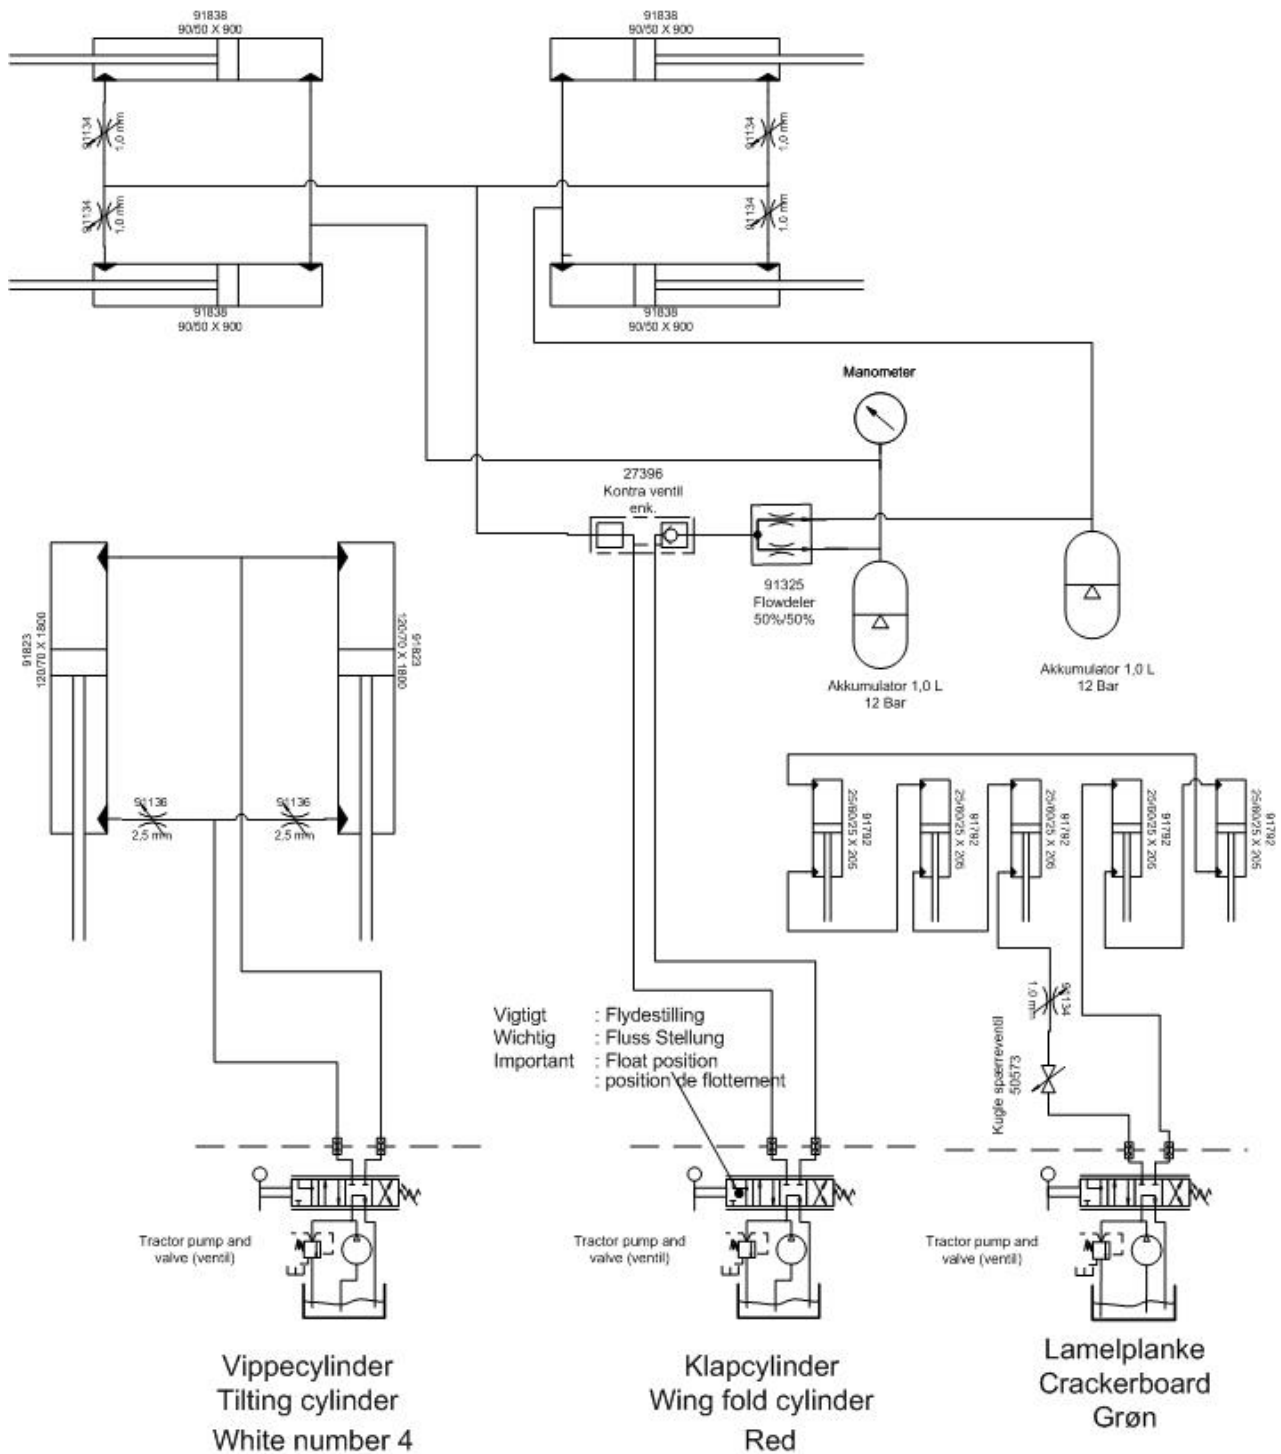 91838
90/50 X 900
91838
90/50 X 900
91134
1,0 mm
91134
1,0 mm
91134
1,0 mm
91134
1,0 mm
91838
90/50 X 900
91838
90/50 X 900
Manometer
27396
Kontra ventil
enk.
91325
Flowdeler
50%/50%
Akkumulator 1,0 L
12 Bar
Akkumulator 1,0 L
12 Bar
91823
120/70 X 1800
91823
120/70 X 1800
91136
2,5 mm
91136
2,5 mm
91792
25/60/25 X 205
91792
25/60/25 X 205
91792
25/60/25 X 205
91792
25/60/25 X 205
91792
25/60/25 X 205
91134
1,0 mm
Kugle spærreventil
50573
Vigtigt : Flydestilling
Wichtig : Fluss Stellung
Important : Float position
: position de flottement
Tractor pump and
valve (ventil)
Tractor pump and
valve (ventil)
Tractor pump and
valve (ventil)
Vippecylinder
Tilting cylinder
White number 4
Klapcylinder
Wing fold cylinder
Red
Lamelplanke
Crackerboard
Grøn